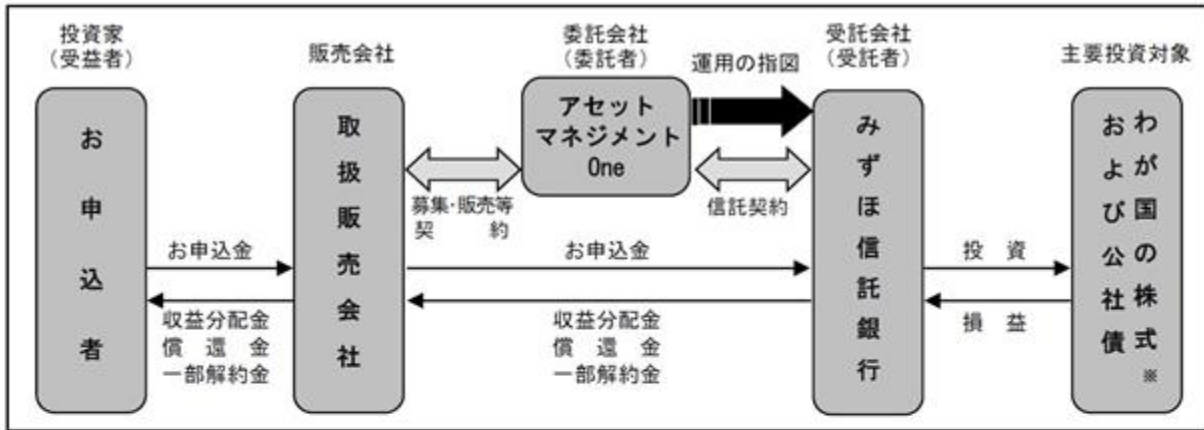 投資家
（受益者）
お申込者
販売会社
取扱販売会社
委託会社
（委託者）
アセット
マネジメント
One
運用の指図
受託会社
（受託者）
みずほ信託銀行
主要投資対象
わが国の株式※
および公社債
募集・販売等
契　　約
信託契約
お申込金
収益分配金
償　還　金
一部解約金
お申込金
収益分配金
償　還　金
一部解約金
投　資
損　益